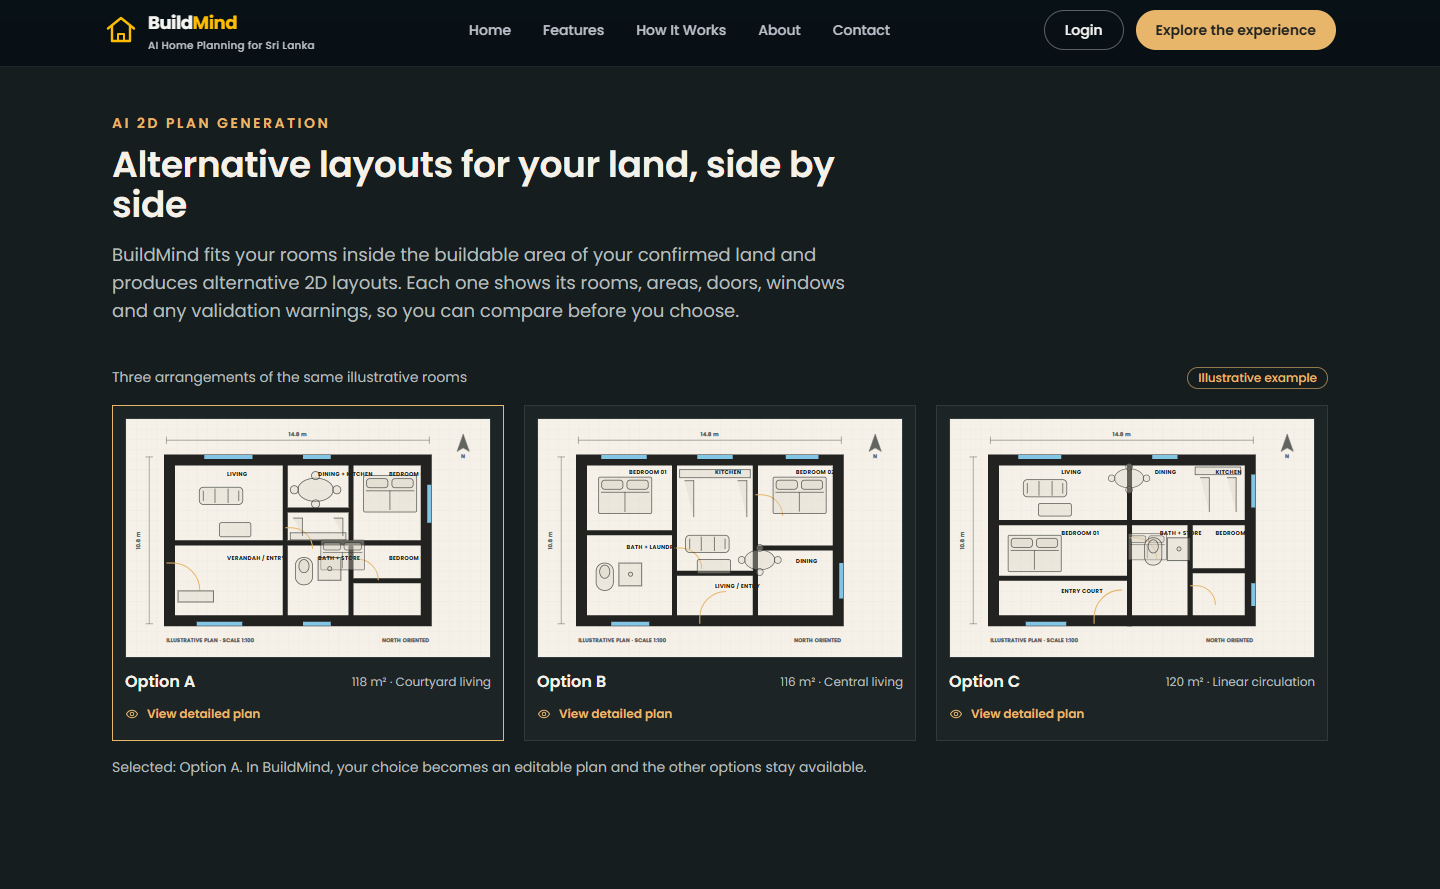 BuildMind
AI Home Planning for Sri Lanka
Home
Features
How It Works
About
Contact
Login
Explore the experience
AI 2D PLAN GENERATION
Alternative layouts for your land, side by
side
BuildMind fits your rooms inside the buildable area of your confirmed land and
produces alternative 2D layouts. Each one shows its rooms, areas, doors, windows
and any validation warnings, so you can compare before you choose.
Three arrangements of the same illustrative rooms
Illustrative example
14.8 m
N
10.6 m
LIVING
DINING + KITCHEN
BEDROOM
VERANDAH / ENTRY
BATH + STORE
BEDROOM
ILLUSTRATIVE PLAN · SCALE 1:100
NORTH ORIENTED
Option A
118 m² · Courtyard living
View detailed plan
14.8 m
N
10.6 m
BEDROOM 01
KITCHEN
BEDROOM 02
BATH + LAUNDR
DINING
LIVING / ENTRY
ILLUSTRATIVE PLAN · SCALE 1:100
NORTH ORIENTED
Option B
116 m² · Central living
View detailed plan
14.8 m
N
10.6 m
LIVING
DINING
KITCHEN
BEDROOM 01
BATH + STORE
BEDROOM
ENTRY COURT
ILLUSTRATIVE PLAN · SCALE 1:100
NORTH ORIENTED
Option C
120 m² · Linear circulation
View detailed plan
Selected: Option A. In BuildMind, your choice becomes an editable plan and the other options stay available.